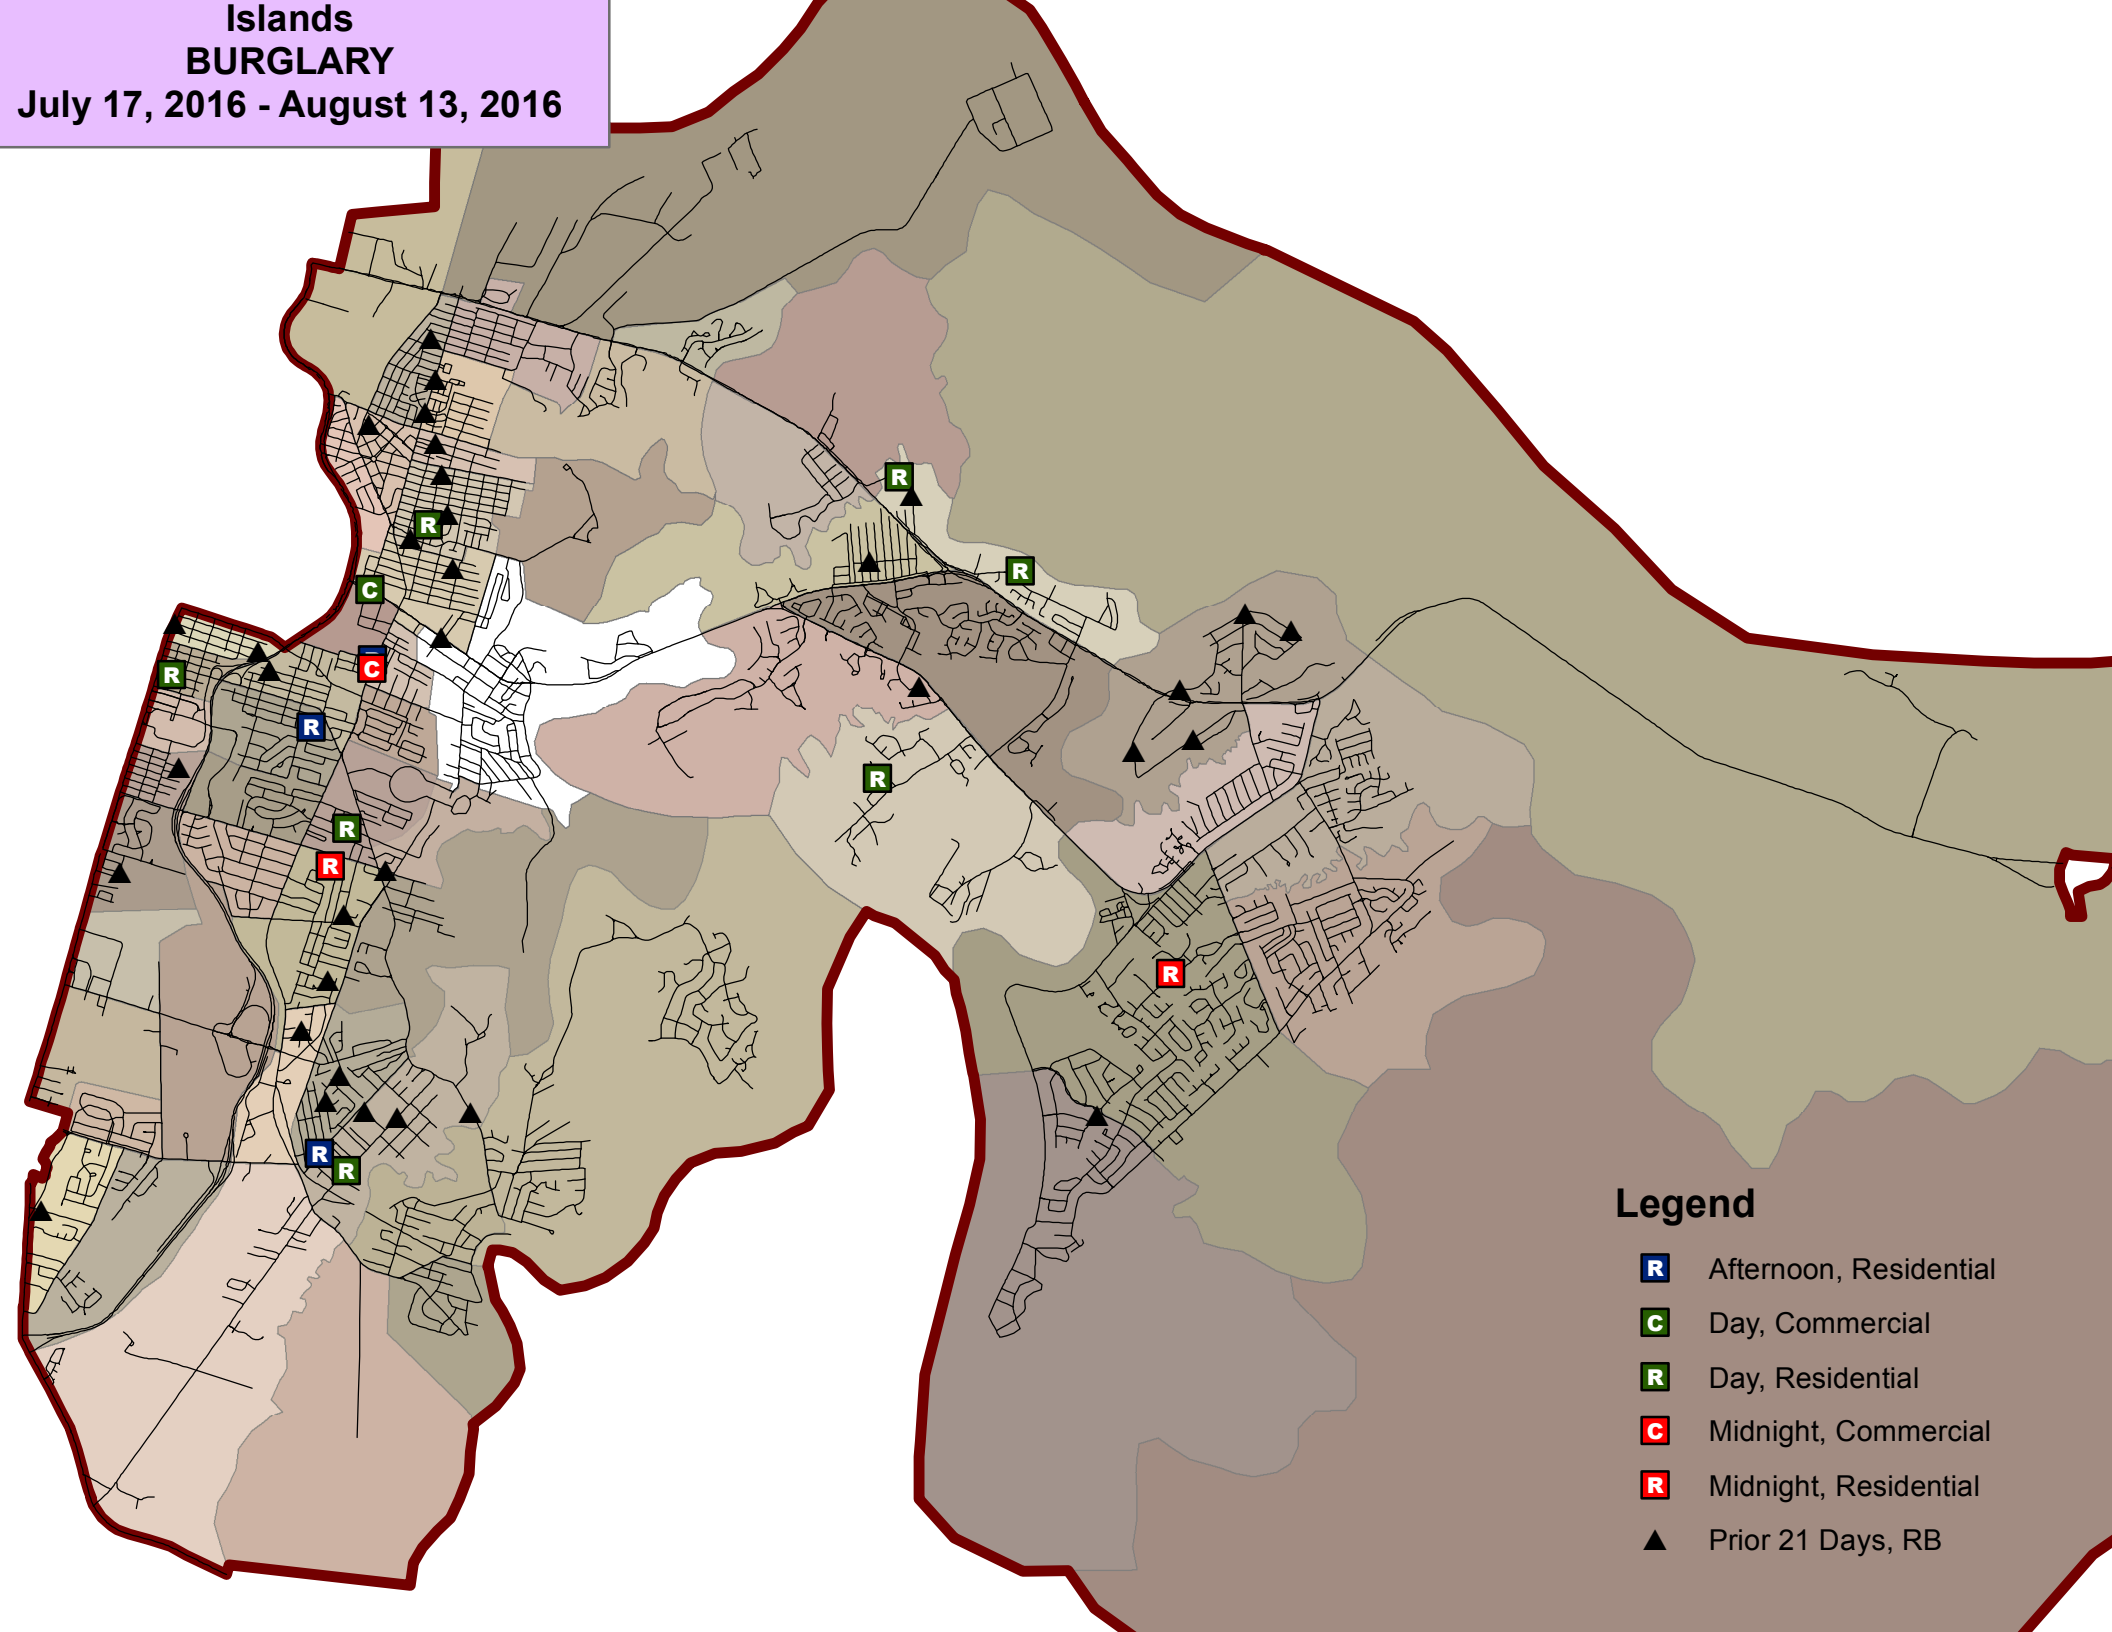 Islands
BURGLARY
July 17, 2016 - August 13, 2016
R
R
R
C
R
R
C
R
R
R
R
R
R
R
Legend
R Afternoon, Residential
C Day, Commercial
R Day, Residential
C Midnight, Commercial
R Midnight, Residential
Prior 21 Days, RB